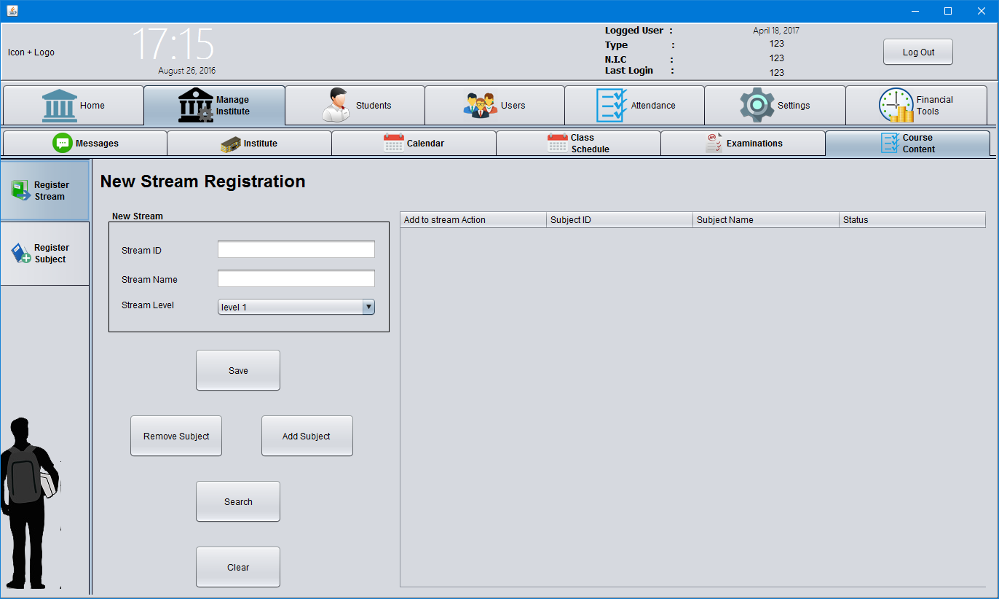 Icon + Logo
17:15
August 26, 2016
Logged User :
April 18, 2017
Type :
123
N.I.C :
123
Last Login :
123
Log Out
Home
Manage
Institute
Students
Users
Attendance
Settings
Financial
Tools
Messages
Institute
Calendar
Class
Schedule
Examinations
Course
Content
Register
Stream
Register
Subject
New Stream Registration
New Stream
Stream ID
Stream Name
Stream Level
level 1
Save
Remove Subject
Add Subject
Search
Clear
Add to stream Action
Subject ID
Subject Name
Status